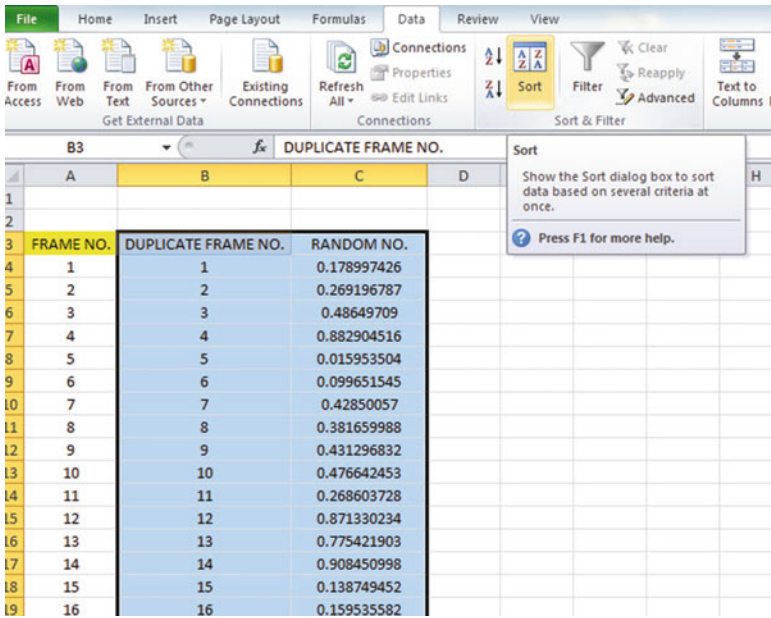 File Home Insert Page Layout Formulas Data Review View
From Access From Web From Text From Other Sources Existing Connections Refresh All Connections Properties Edit Links Sort Filter Clear Reapply Advanced Text to Columns
Get External Data Connections Sort & Filter
B3 fx DUPLICATE FRAME NO.
Sort
Show the Sort dialog box to sort
data based on several criteria at
once.
Press F1 for more help.
A B C D H
1
2
3 FRAME NO. DUPLICATE FRAME NO. RANDOM NO.
4 1 1 0.178997426
5 2 2 0.269196787
6 3 3 0.48649709
7 4 4 0.882904516
8 5 5 0.015953504
9 6 6 0.099651545
10 7 7 0.42850057
11 8 8 0.381659988
12 9 9 0.431296832
13 10 10 0.476642453
14 11 11 0.268603728
15 12 12 0.871330234
16 13 13 0.775421903
17 14 14 0.908450998
18 15 15 0.138749452
19 16 16 0.159535582